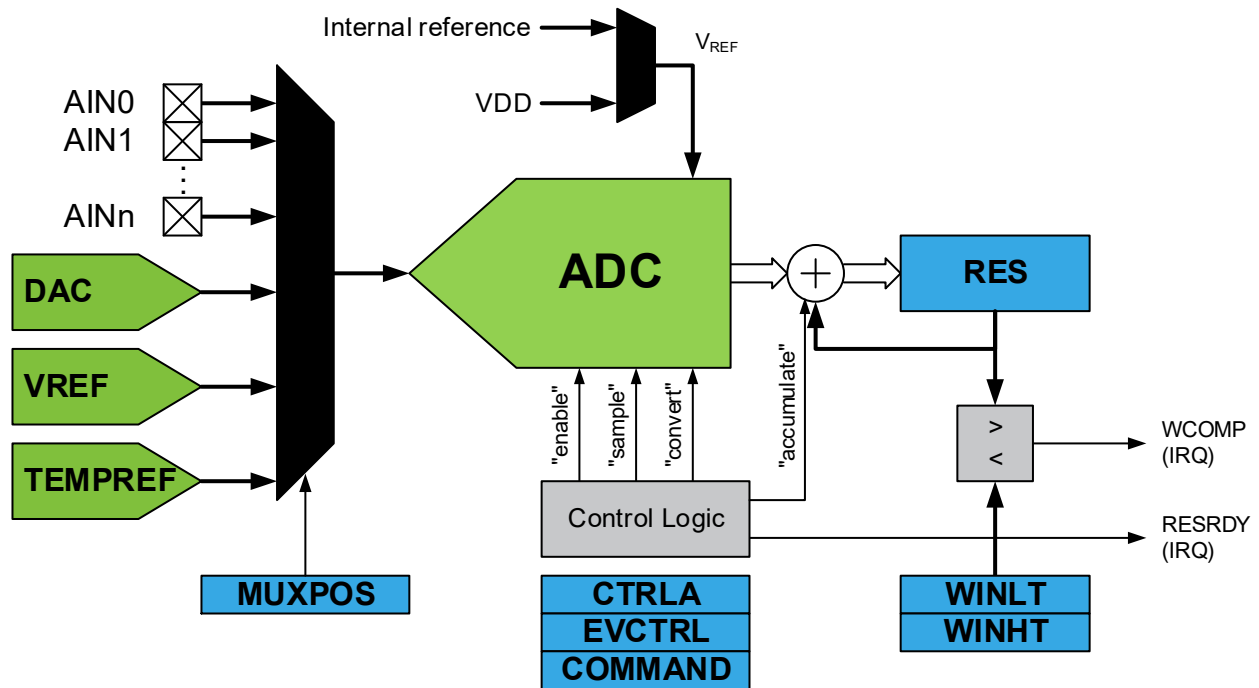 Internal reference
V_REF
VDD
AIN0
AIN1
AINn
DAC
VREF
TEMPREF
MUXPOS
ADC
+
RES
"enable"
"sample"
"convert"
"accumulate"
Control Logic
>
<
WCOMP
(IRQ)
RESRDY
(IRQ)
CTRLA
EVCTRL
COMMAND
WINLT
WINHT